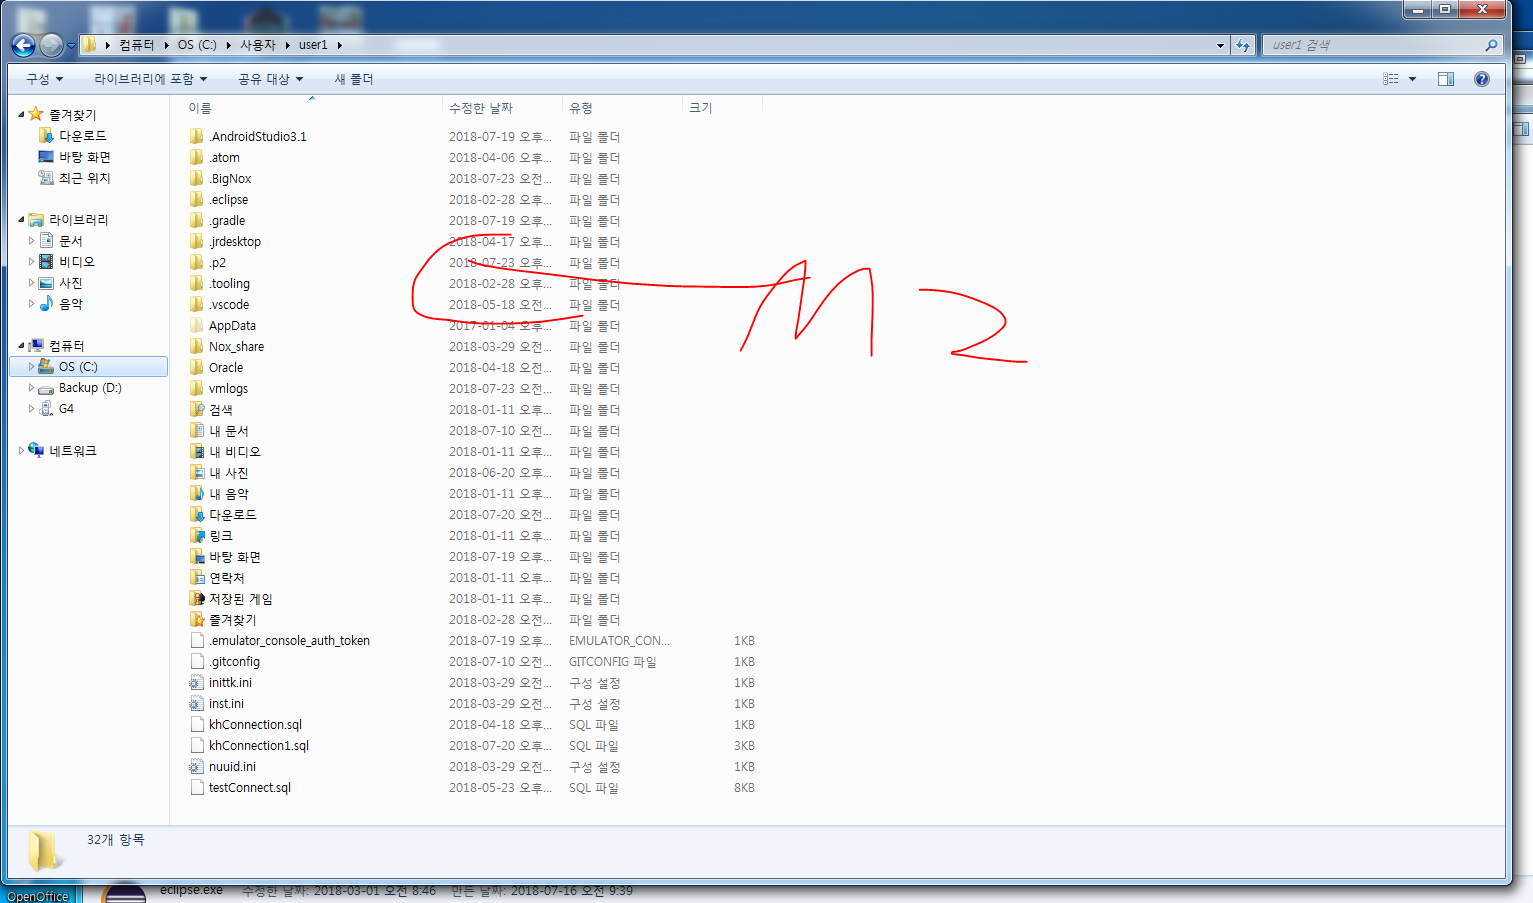 컴퓨터 ▸ OS (C:) ▸ 사용자 ▸ user1 ▸
user1 검색
구성 라이브러리에 포함 공유 대상 새 폴더
즐겨찾기
다운로드
바탕 화면
최근 위치
라이브러리
문서
비디오
사진
음악
컴퓨터
OS (C:)
Backup (D:)
G4
네트워크
이름 수정한 날짜 유형 크기
.AndroidStudio3.1 2018-07-19 오후... 파일 폴더
.atom 2018-04-06 오후... 파일 폴더
.BigNox 2018-07-23 오전... 파일 폴더
.eclipse 2018-02-28 오후... 파일 폴더
.gradle 2018-07-19 오후... 파일 폴더
.jrdesktop 2018-04-17 오후... 파일 폴더
.p2 2018-07-23 오후... 파일 폴더
.tooling 2018-02-28 오후... 파일 폴더
.vscode 2018-05-18 오전... 파일 폴더
AppData 2017-01-04 오후... 파일 폴더
Nox_share 2018-03-29 오전... 파일 폴더
Oracle 2018-04-18 오후... 파일 폴더
vmlogs 2018-07-23 오전... 파일 폴더
검색 2018-01-11 오후... 파일 폴더
내 문서 2018-07-10 오전... 파일 폴더
내 비디오 2018-01-11 오후... 파일 폴더
내 사진 2018-06-20 오후... 파일 폴더
내 음악 2018-01-11 오후... 파일 폴더
다운로드 2018-07-20 오전... 파일 폴더
링크 2018-01-11 오후... 파일 폴더
바탕 화면 2018-07-19 오후... 파일 폴더
연락처 2018-01-11 오후... 파일 폴더
저장된 게임 2018-01-11 오후... 파일 폴더
즐겨찾기 2018-02-28 오전... 파일 폴더
.emulator_console_auth_token 2018-07-19 오후... EMULATOR_CON... 1KB
.gitconfig 2018-07-10 오전... GITCONFIG 파일 1KB
inittk.ini 2018-03-29 오전... 구성 설정 1KB
inst.ini 2018-03-29 오전... 구성 설정 1KB
khConnection.sql 2018-04-18 오후... SQL 파일 1KB
khConnection1.sql 2018-07-20 오후... SQL 파일 3KB
nuuid.ini 2018-03-29 오전... 구성 설정 1KB
testConnect.sql 2018-05-23 오후... SQL 파일 8KB
M2
32개 항목
OpenOffice
eclipse.exe 수정한 날짜: 2018-03-01 오전 8:46 만든 날짜: 2018-07-16 오전 9:39